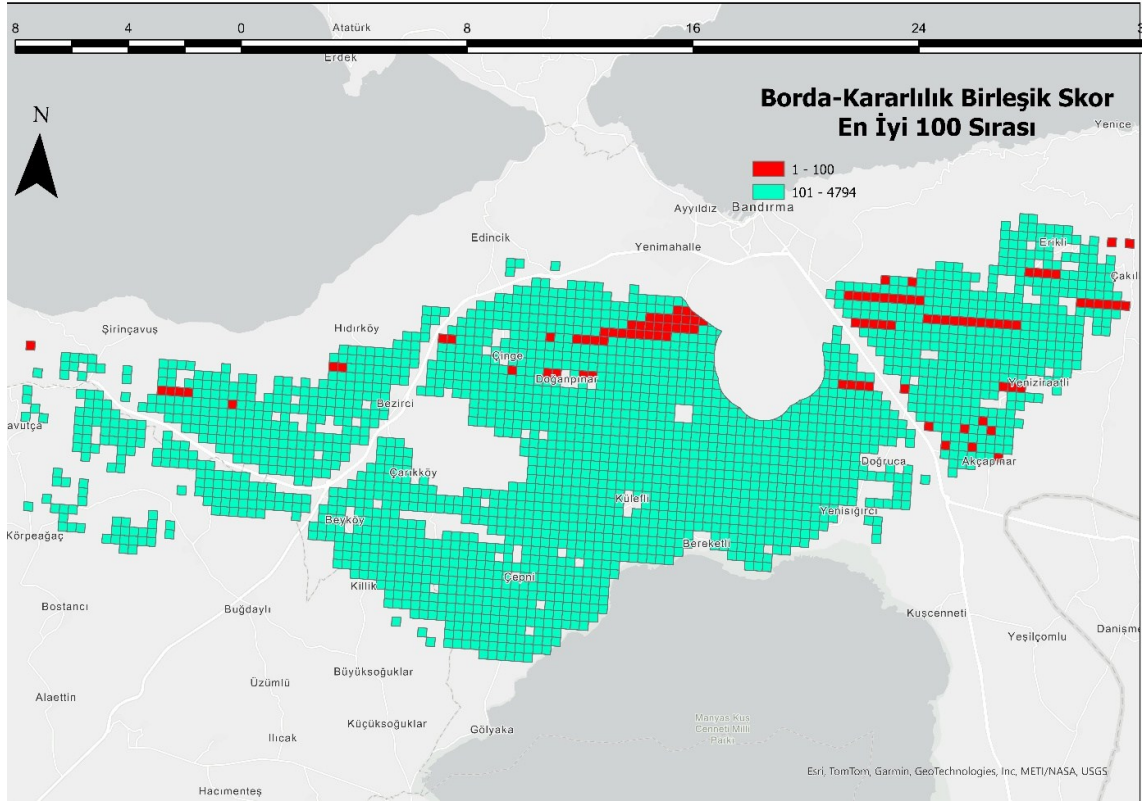 8 4 0 8 16 24 3
Atatürk
Erdek
N
Borda-Kararlılık Birleşik Skor
En İyi 100 Sırası
Yenice
1 - 100
101 - 4794
Ayyıldız
Bandırma
Edincik
Yenimahalle
Erikli
Çakıl
Şirinçavuş
Hıdırköy
Çinge
Doğanpınar
Yeniziraatli
Bezirci
avutça
Çarıkköy
Doğruca
Akçapınar
Külefli
Beyköy
Yenisığırcı
Körpeağaç
Bereketli
Killik
Çepni
Bostancı
Buğdaylı
Kuşcenneti
Yeşilçomlu
Danişme
Büyüksoğuklar
Üzümlü
Alaettin
Küçüksoğuklar
Gölyaka
Manyas Kuş
Cenneti Milli
Parkı
Ilıcak
Esri, TomTom, Garmin, GeoTechnologies, Inc, METI/NASA, USGS
Hacımenteş